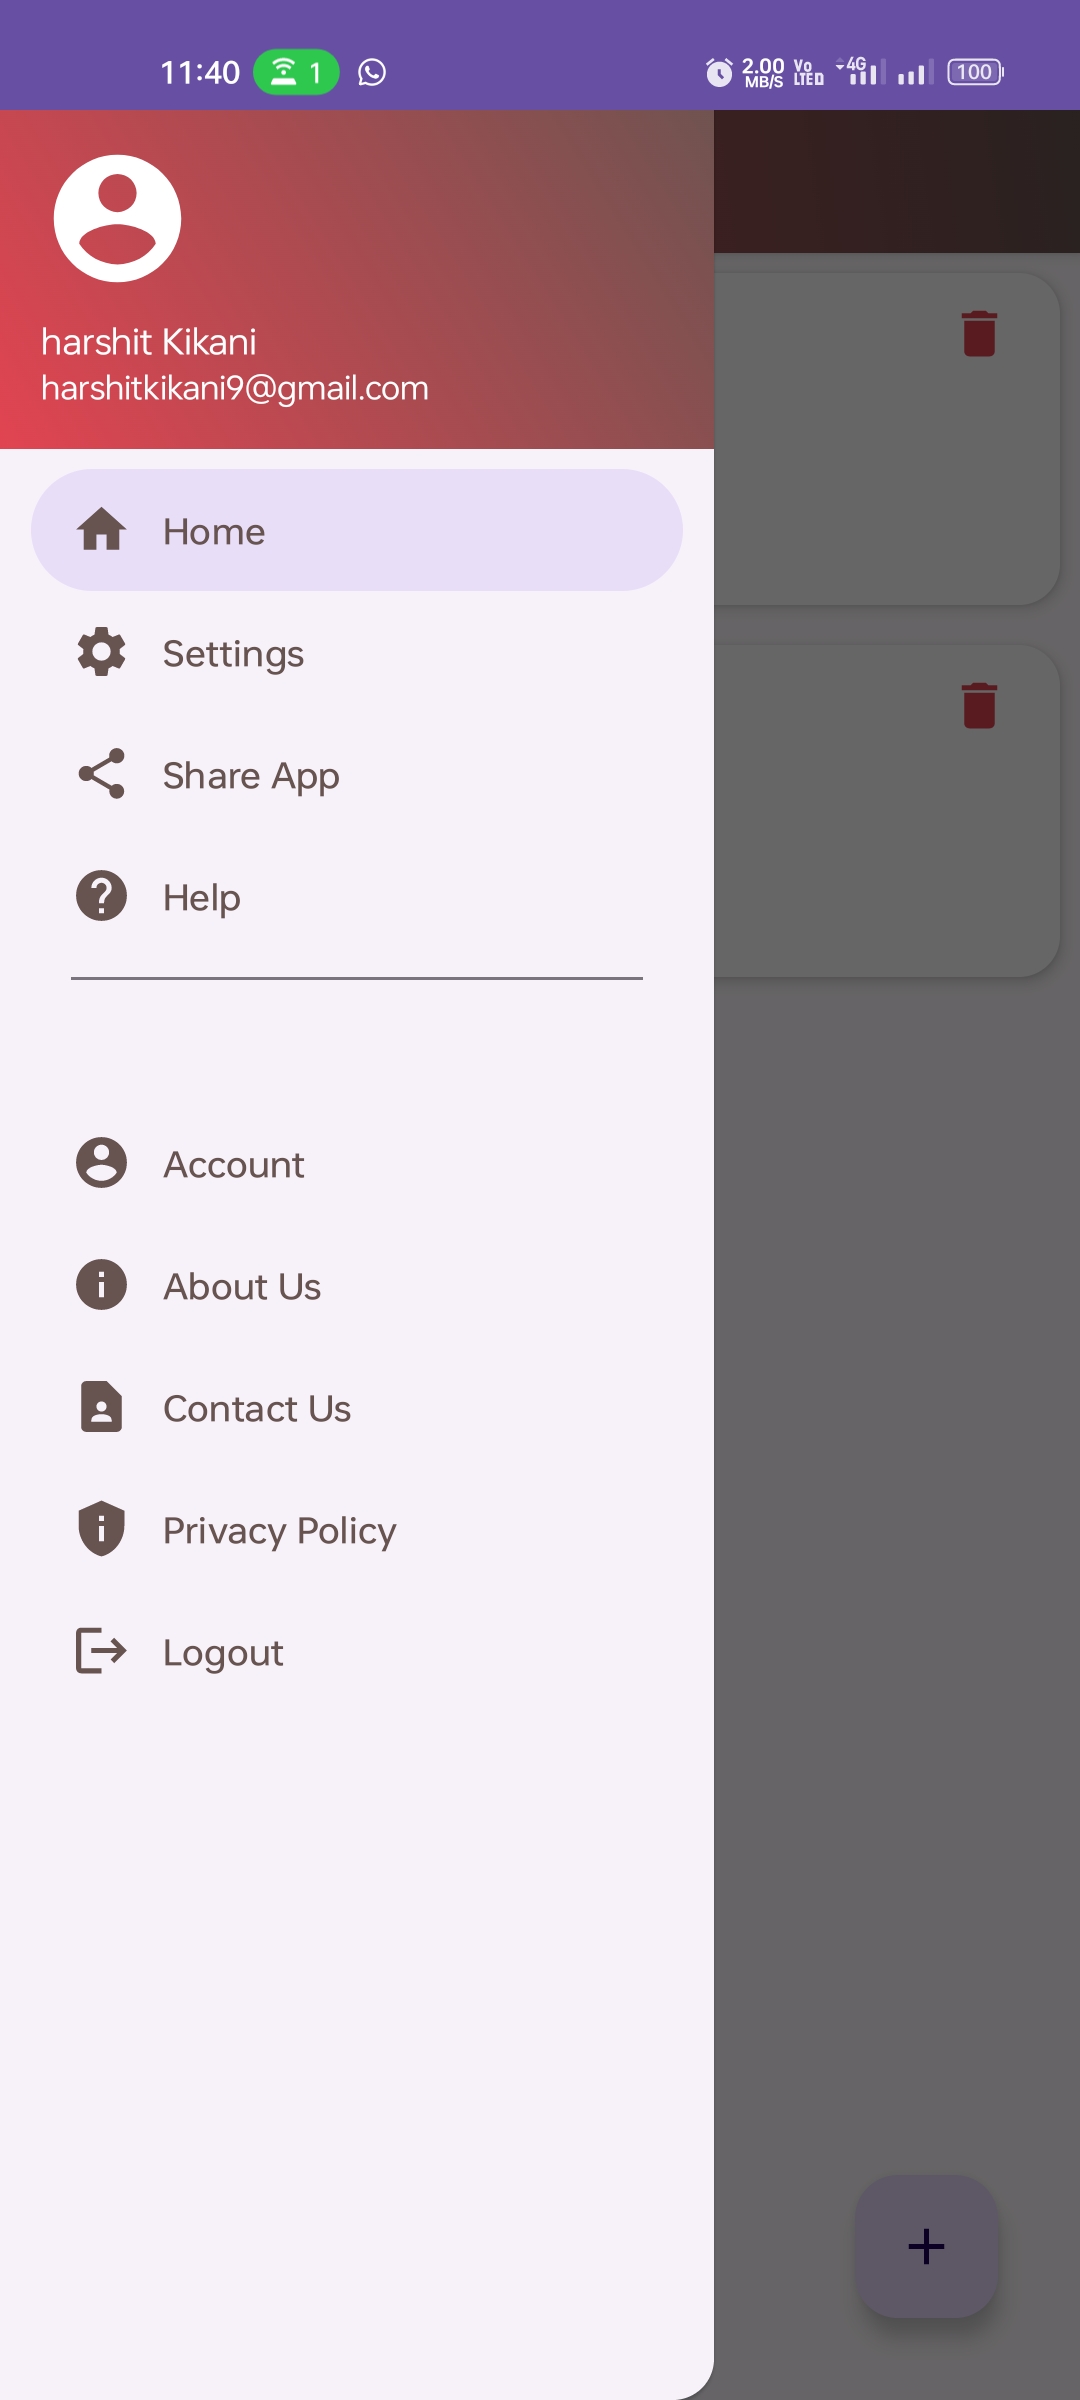 11:40 1 2.00 MB/S Vo LTE 4G 100
harshit Kikani
harshitkikani9@gmail.com
Home
Settings
Share App
Help
Account
About Us
Contact Us
Privacy Policy
Logout